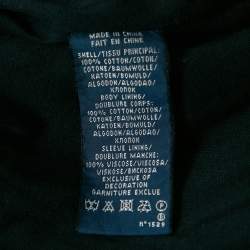 MADE IN CHINA
FAIT EN CHINE
SHELL/TISSU PRINCIPAL:
100% COTTON/COTON/
COTONE/BAUMWOLLE/
KATOEN/BOMULD/
ALGODON/ALGODAO/
ХЛОПОК
BODY LINING/
DOUBLURE CORPS:
100% COTTON/COTON/
COTONE/BAUMWOLLE/
KATOEN/BOMULD/
ALGODON/ALGODAO/
ХЛОПОК
SLEEVE LINING/
DOUBLURE MANCHE:
100% VISCOSE/VISCOSA/
VISKOSE/ВИСКОЗА
EXCLUSIVE OF
DECORATION
GARNITURE EXCLUE
N°1529